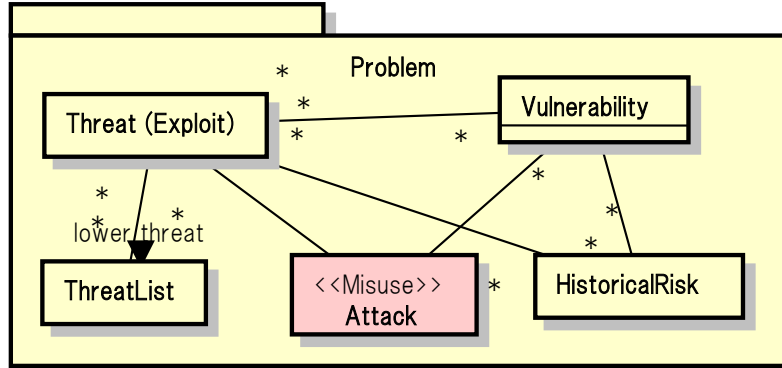 Problem
*
Threat (Exploit)
*
*
*
Vulnerability
*
*
*
lower threat
*
*
*
ThreatList
<<Misuse>>
Attack
*
HistoricalRisk